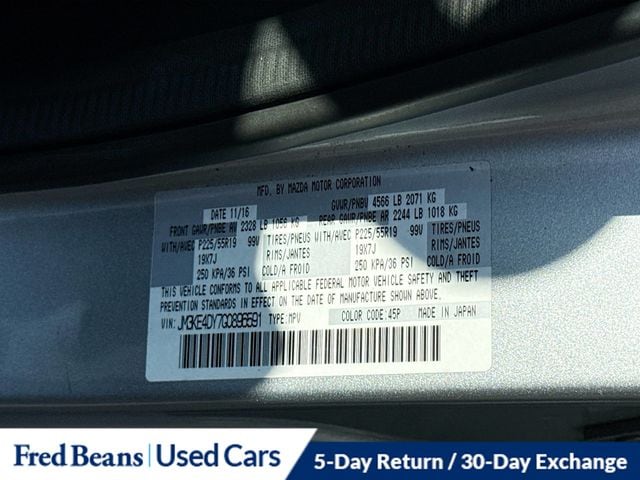 MFD. BY MAZDA MOTOR CORPORATION
DATE 11/16 GVWR/PNBV 4566 LB 2071 KG
FRONT GAWR/PNBE AV 2328 LB 1056 KG REAR GAWR/PNBE AR 2244 LB 1018 KG
WITH/AVEC P225/55R19 99V TIRES/PNEUS WITH/AVEC P225/55R19 99V TIRES/PNEUS
19X7J RIMS/JANTES 19X7J RIMS/JANTES
250 KPA/36 PSI COLD/A FROID 250 KPA/36 PSI COLD/A FROID
THIS VEHICLE CONFORMS TO ALL APPLICABLE FEDERAL MOTOR VEHICLE SAFETY AND THEFT
PREVENTION STANDARDS IN EFFECT ON THE DATE OF MANUFACTURE SHOWN ABOVE.
VIN: JM3KE4DY7G0896591 TYPE:MPV COLOR CODE:45P MADE IN JAPAN
Fred Beans Used Cars 5-Day Return / 30-Day Exchange